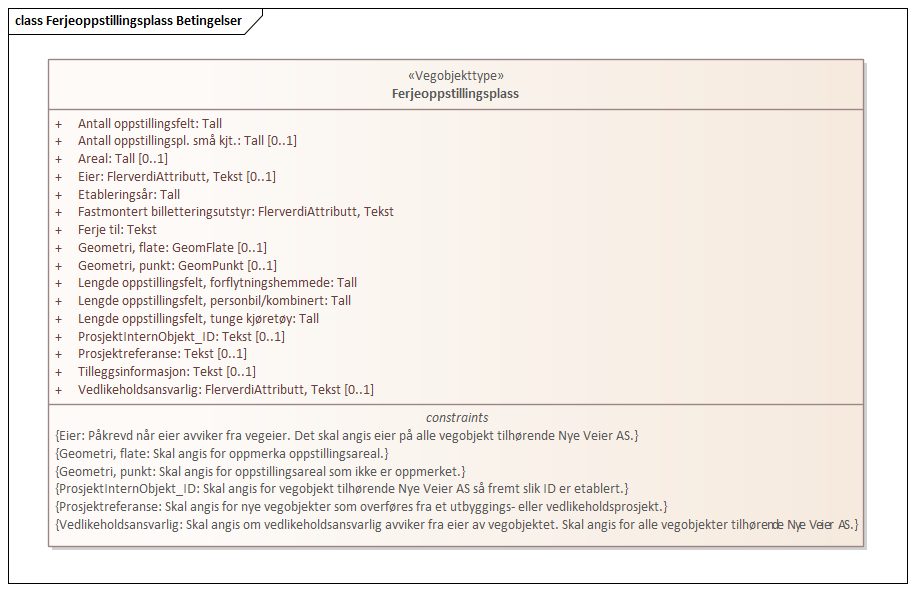 class Ferjeoppstillingsplass Betingelser
«Vegobjekttype»
Ferjeoppstillingsplass
+ Antall oppstillingsfelt: Tall
+ Antall oppstillingspl. små kjt.: Tall [0..1]
+ Areal: Tall [0..1]
+ Eier: FlerverdiAttributt, Tekst [0..1]
+ Etableringsår: Tall
+ Fastmontert billetteringsutstyr: FlerverdiAttributt, Tekst
+ Ferje til: Tekst
+ Geometri, flate: GeomFlate [0..1]
+ Geometri, punkt: GeomPunkt [0..1]
+ Lengde oppstillingsfelt, forflytningshemmede: Tall
+ Lengde oppstillingsfelt, personbil/kombinert: Tall
+ Lengde oppstillingsfelt, tunge kjøretøy: Tall
+ ProsjektInternObjekt_ID: Tekst [0..1]
+ Prosjektreferanse: Tekst [0..1]
+ Tilleggsinformasjon: Tekst [0..1]
+ Vedlikeholdsansvarlig: FlerverdiAttributt, Tekst [0..1]
constraints
{Eier: Påkrevd når eier avviker fra vegeier. Det skal angis eier på alle vegobjekt tilhørende Nye Veier AS.}
{Geometri, flate: Skal angis for oppmerka oppstillingsareal.}
{Geometri, punkt: Skal angis for oppstillingsareal som ikke er oppmerket.}
{ProsjektInternObjekt_ID: Skal angis for vegobjekt tilhørende Nye Veier AS så fremt slik ID er etablert.}
{Prosjektreferanse: Skal angis for nye vegobjekter som overføres fra et utbyggings- eller vedlikeholdsprosjekt.}
{Vedlikeholdsansvarlig: Skal angis om vedlikeholdsansvarlig avviker fra eier av vegobjektet. Skal angis for alle vegobjekter tilhørende Nye Veier AS.}